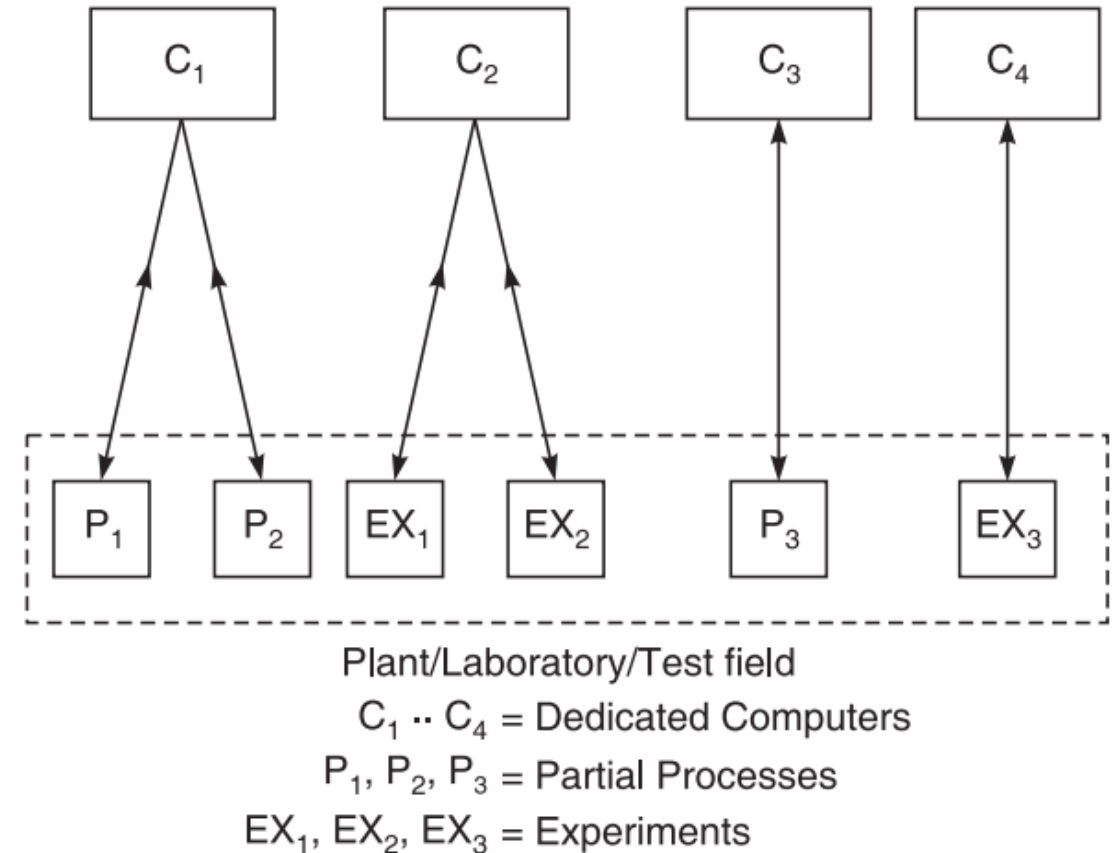 C₁ C₂ C₃ C₄
P₁ P₂ EX₁ EX₂ P₃ EX₃
Plant/Laboratory/Test field
C₁ ·· C₄ = Dedicated Computers
P₁, P₂, P₃ = Partial Processes
EX₁, EX₂, EX₃ = Experiments